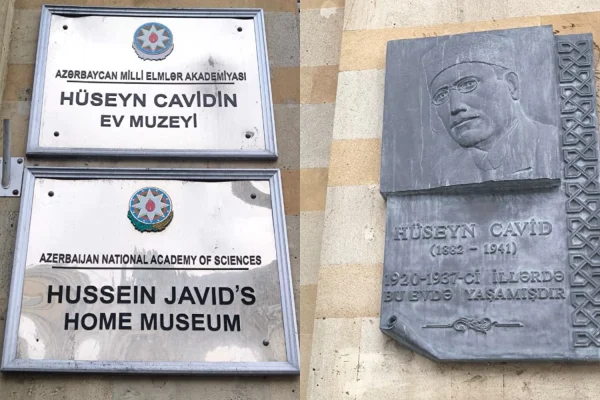 AZƏRBAYCAN MİLLİ ELMLƏR AKADEMİYASI
HÜSEYN CAVİDİN
EV MUZEYİ
AZERBAIJAN NATIONAL ACADEMY OF SCIENCES
HUSSEIN JAVID'S
HOME MUSEUM
HÜSEYN CAVİD
(1882 – 1941)
1920-1937-Cİ İLLƏRDƏ
BU EVDƏ YAŞAMIŞDIR